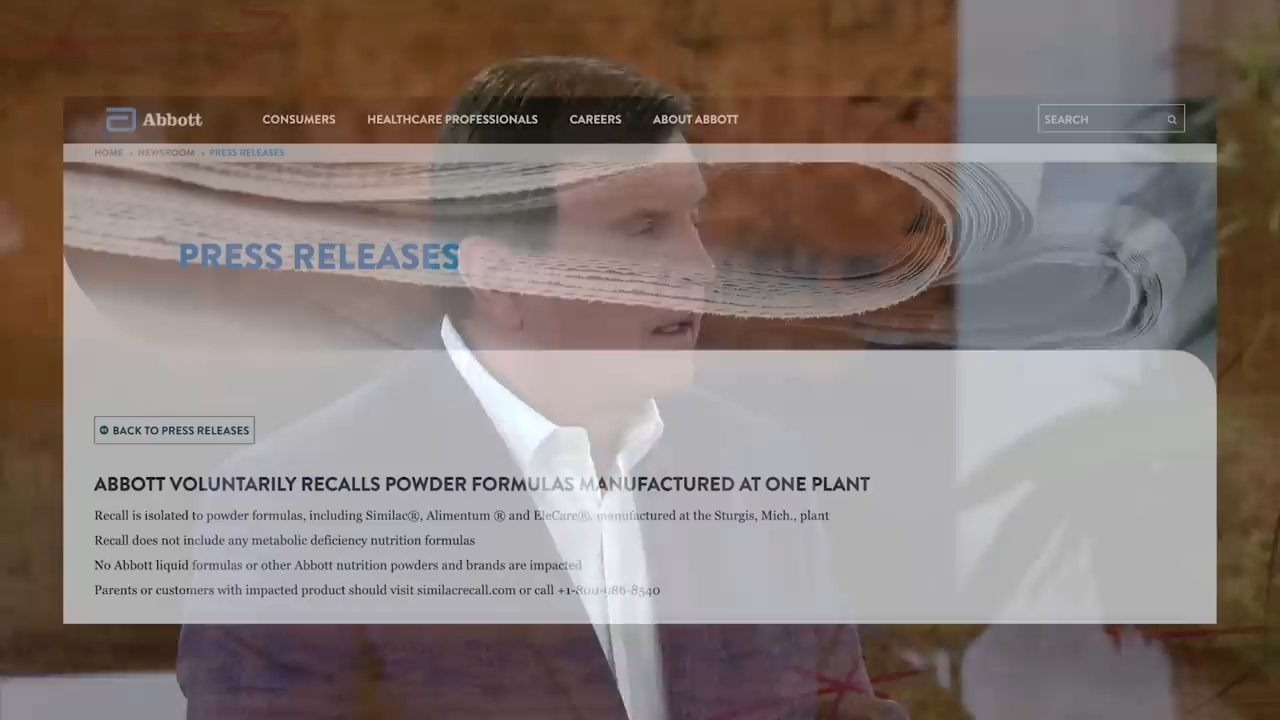 Abbott
CONSUMERS HEALTHCARE PROFESSIONALS CAREERS ABOUT ABBOTT SEARCH
HOME > NEWSROOM > PRESS RELEASES
PRESS RELEASES
BACK TO PRESS RELEASES
ABBOTT VOLUNTARILY RECALLS POWDER FORMULAS MANUFACTURED AT ONE PLANT
Recall is isolated to powder formulas, including Similac®, Alimentum ® and EleCare®, manufactured at the Sturgis, Mich., plant
Recall does not include any metabolic deficiency nutrition formulas
No Abbott liquid formulas or other Abbott nutrition powders and brands are impacted
Parents or customers with impacted product should visit similacrecall.com or call +1-800-986-8540